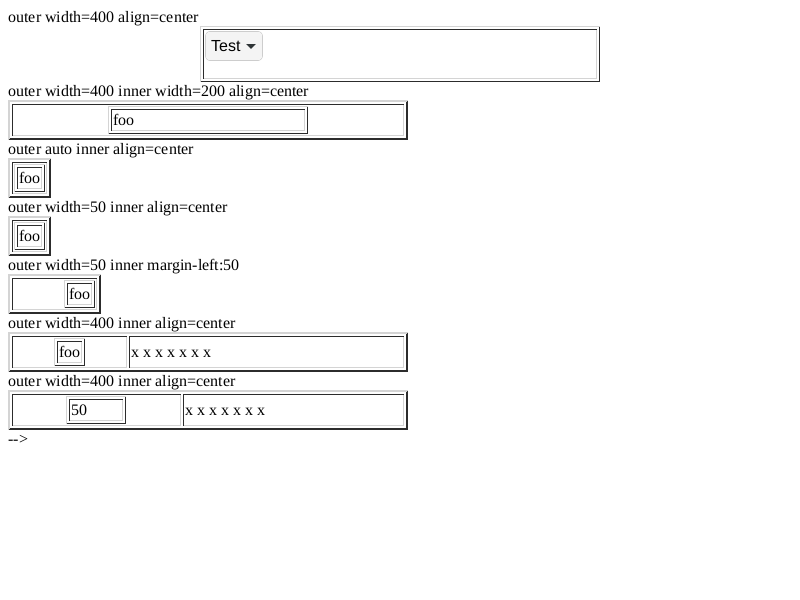 outer width=400 align=center
Test
outer width=400 inner width=200 align=center
foo
outer auto inner align=center
foo
outer width=50 inner align=center
foo
outer width=50 inner margin-left:50
foo
outer width=400 inner align=center
foo x x x x x x x
outer width=400 inner align=center
50 x x x x x x x
-->